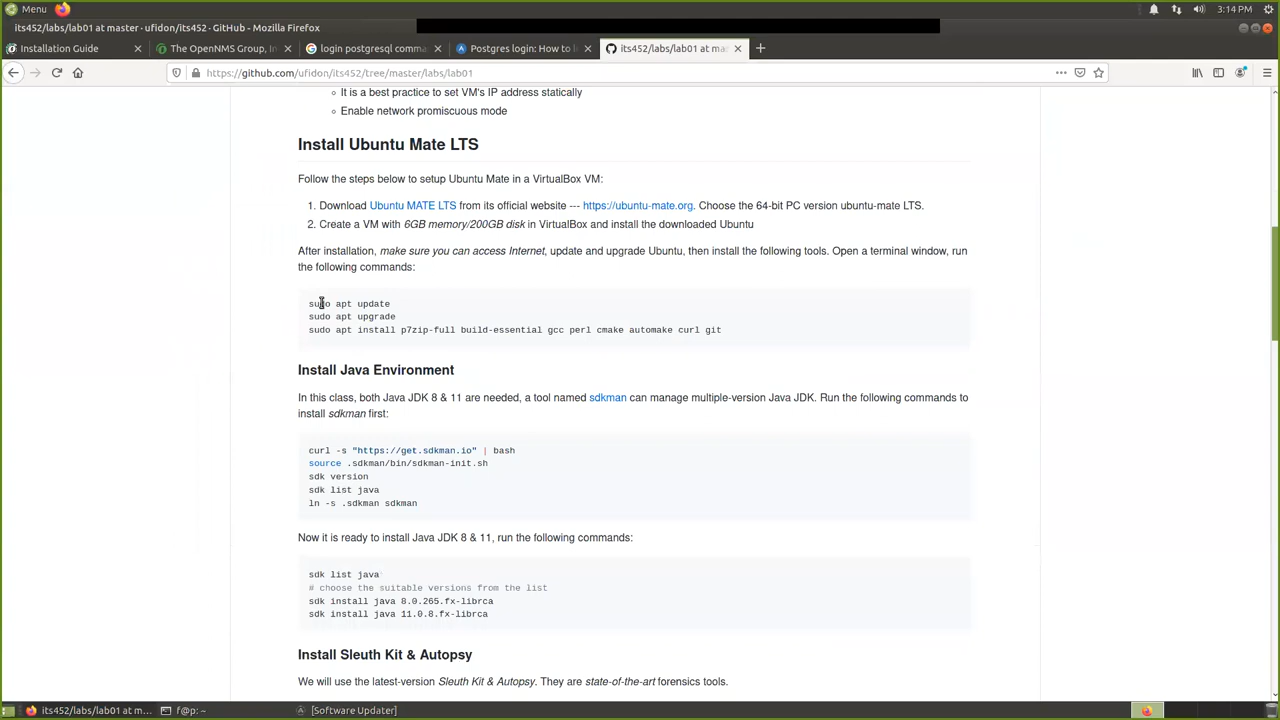 Menu
3:14 PM
its452/labs/lab01 at master · ufidon/its452 · GitHub - Mozilla Firefox
Installation Guide
The OpenNMS Group, In
login postgresql comma
Postgres login: How to l
its452/labs/lab01 at mas
https://github.com/ufidon/its452/tree/master/labs/lab01
It is a best practice to set VM's IP address statically
Enable network promiscuous mode
Install Ubuntu Mate LTS
Follow the steps below to setup Ubuntu Mate in a VirtualBox VM:
1. Download Ubuntu MATE LTS from its official website --- https://ubuntu-mate.org. Choose the 64-bit PC version ubuntu-mate LTS.
2. Create a VM with 6GB memory/200GB disk in VirtualBox and install the downloaded Ubuntu
After installation, make sure you can access Internet, update and upgrade Ubuntu, then install the following tools. Open a terminal window, run
the following commands:
sudo apt update
sudo apt upgrade
sudo apt install p7zip-full build-essential gcc perl cmake automake curl git
Install Java Environment
In this class, both Java JDK 8 & 11 are needed, a tool named sdkman can manage multiple-version Java JDK. Run the following commands to
install sdkman first:
curl -s "https://get.sdkman.io" | bash
source .sdkman/bin/sdkman-init.sh
sdk version
sdk list java
ln -s .sdkman sdkman
Now it is ready to install Java JDK 8 & 11, run the following commands:
sdk list java
# choose the suitable versions from the list
sdk install java 8.0.265.fx-librca
sdk install java 11.0.8.fx-librca
Install Sleuth Kit & Autopsy
We will use the latest-version Sleuth Kit & Autopsy. They are state-of-the-art forensics tools.
its452/labs/lab01 at m...
f@p: ~
[Software Updater]